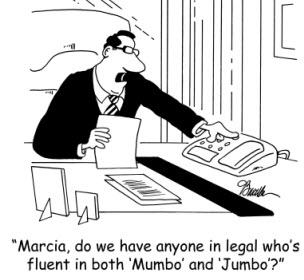 "Marcia, do we have anyone in legal who's
fluent in both 'Mumbo' and 'Jumbo'?"